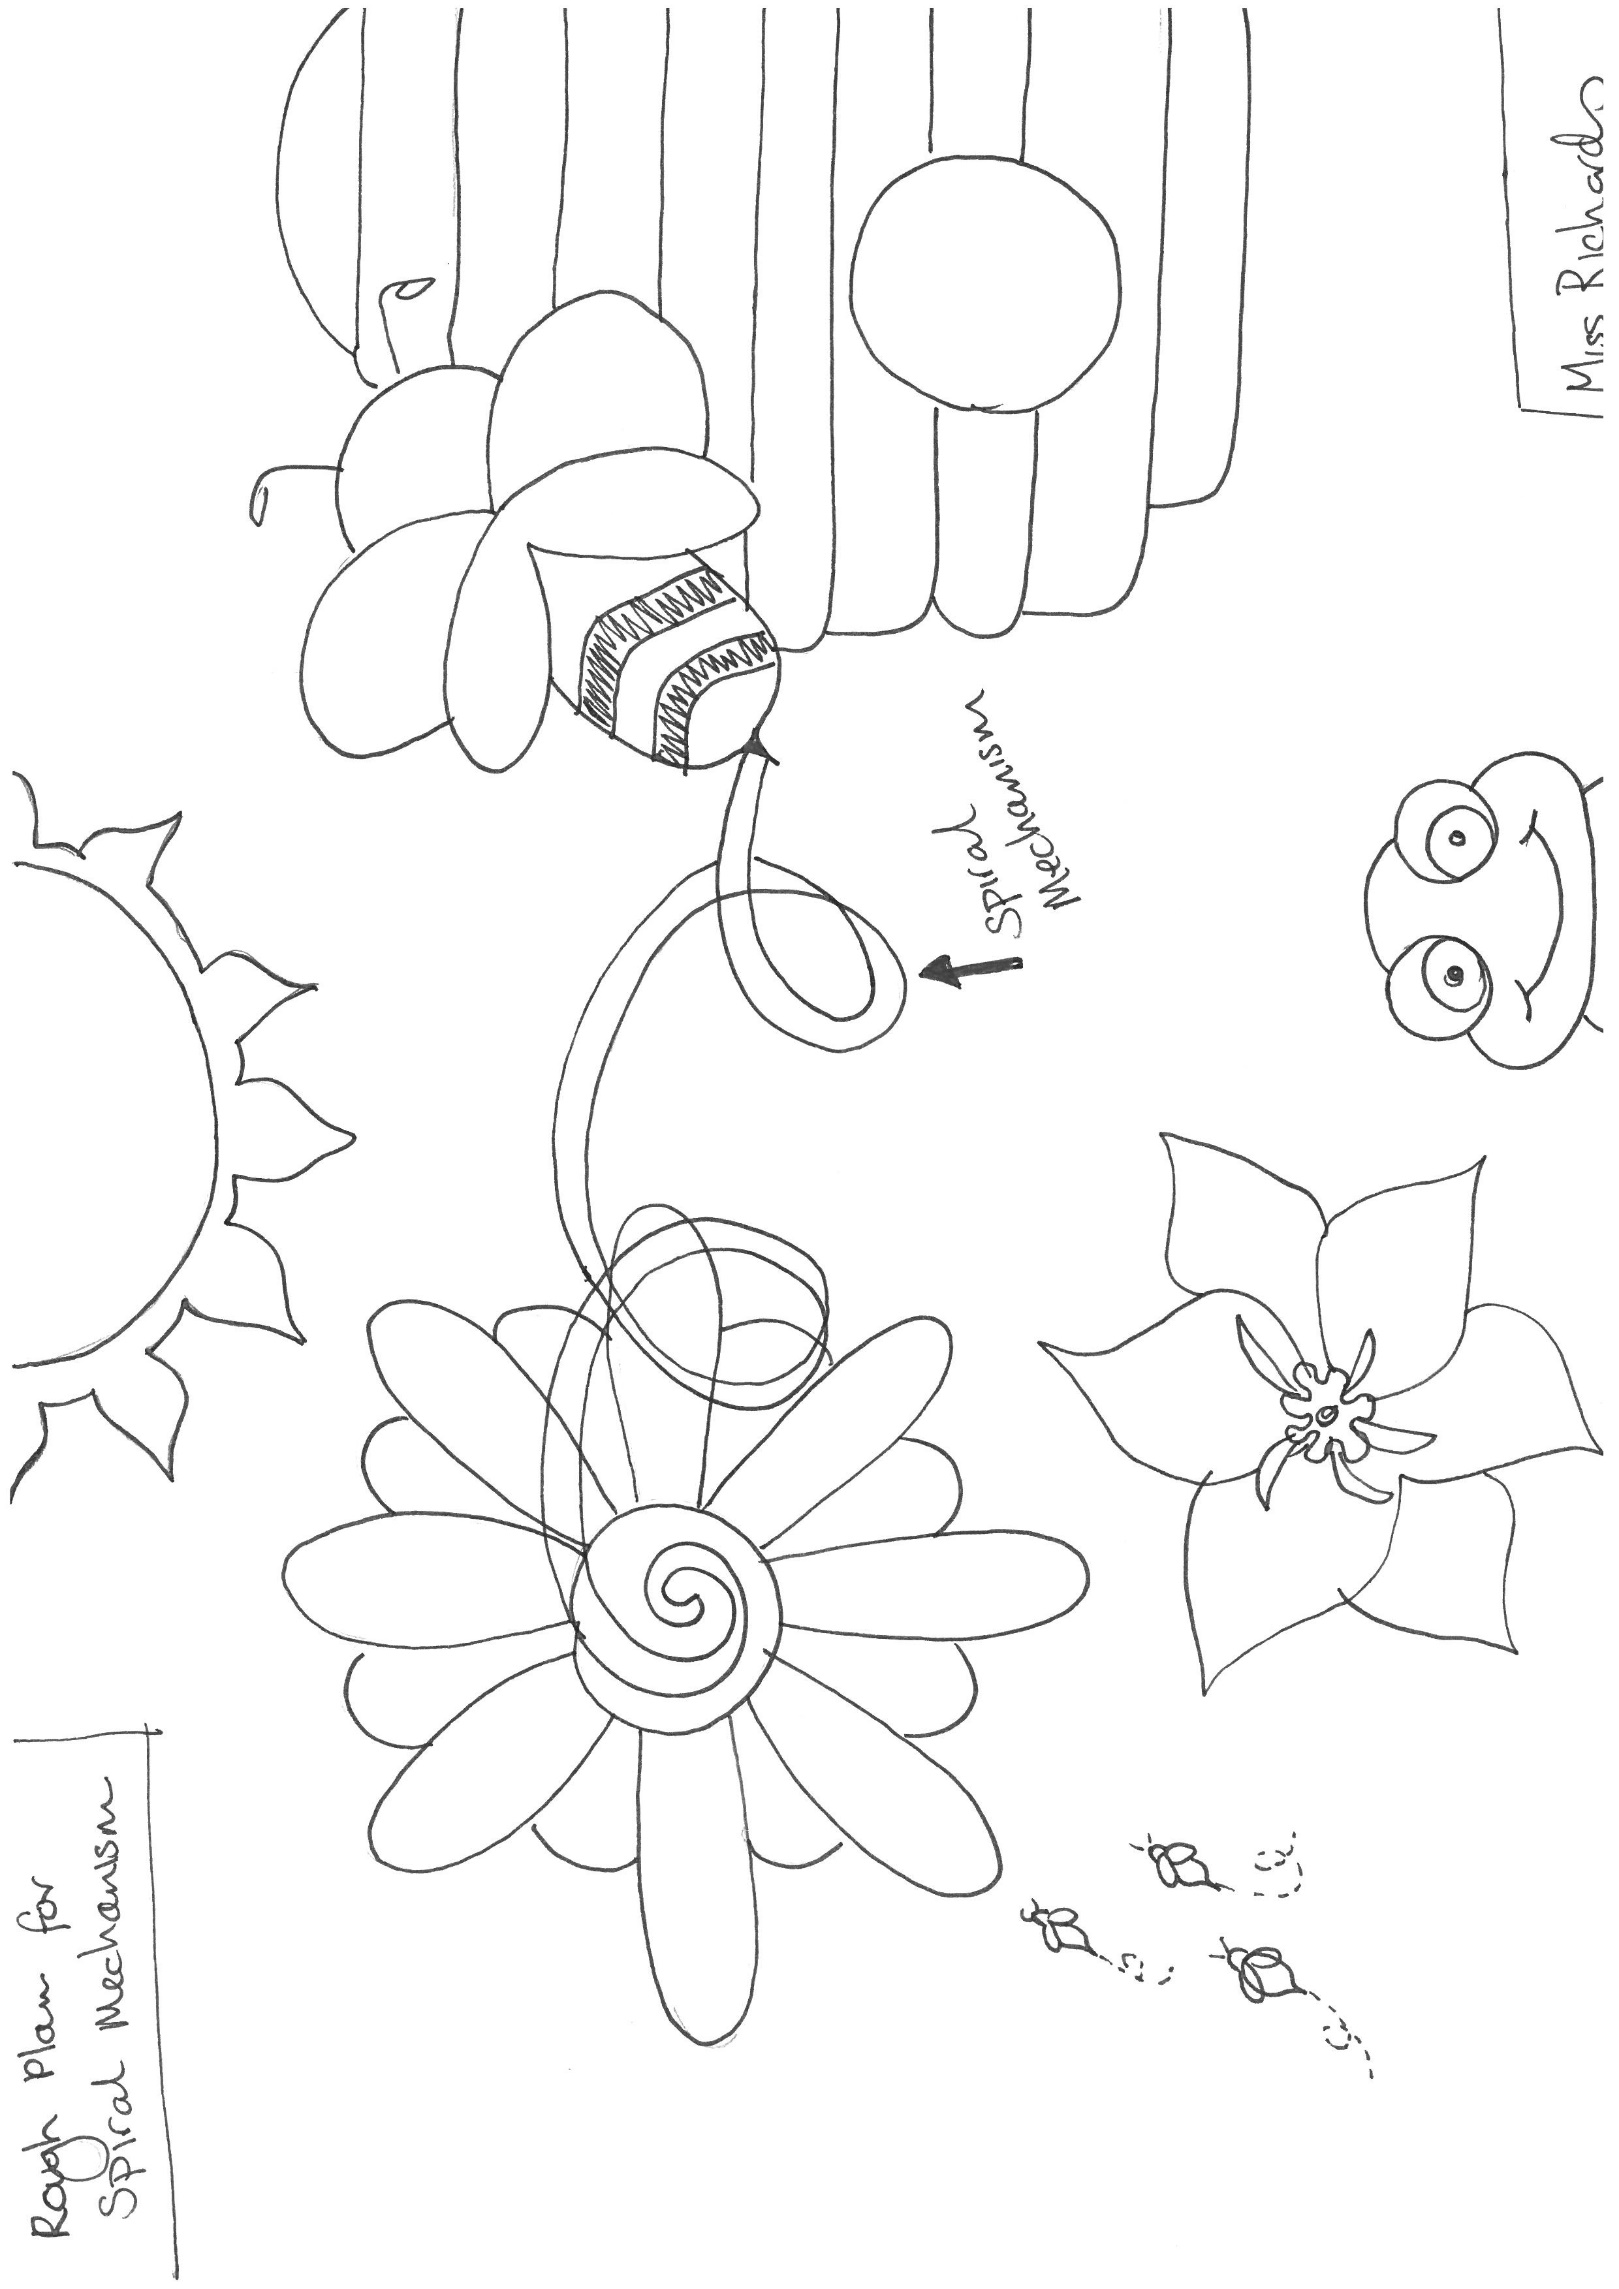 Rough Plan for
Spiral Mechanism
Spiral
Mechanism
Miss Richards